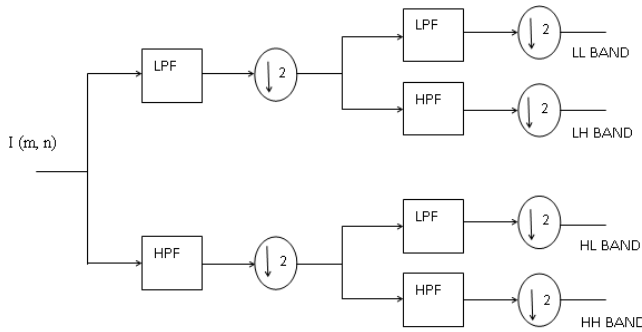 LPF
2
LL BAND
LPF
2
HPF
2
LH BAND
I (m, n)
LPF
2
HL BAND
HPF
2
HPF
2
HH BAND